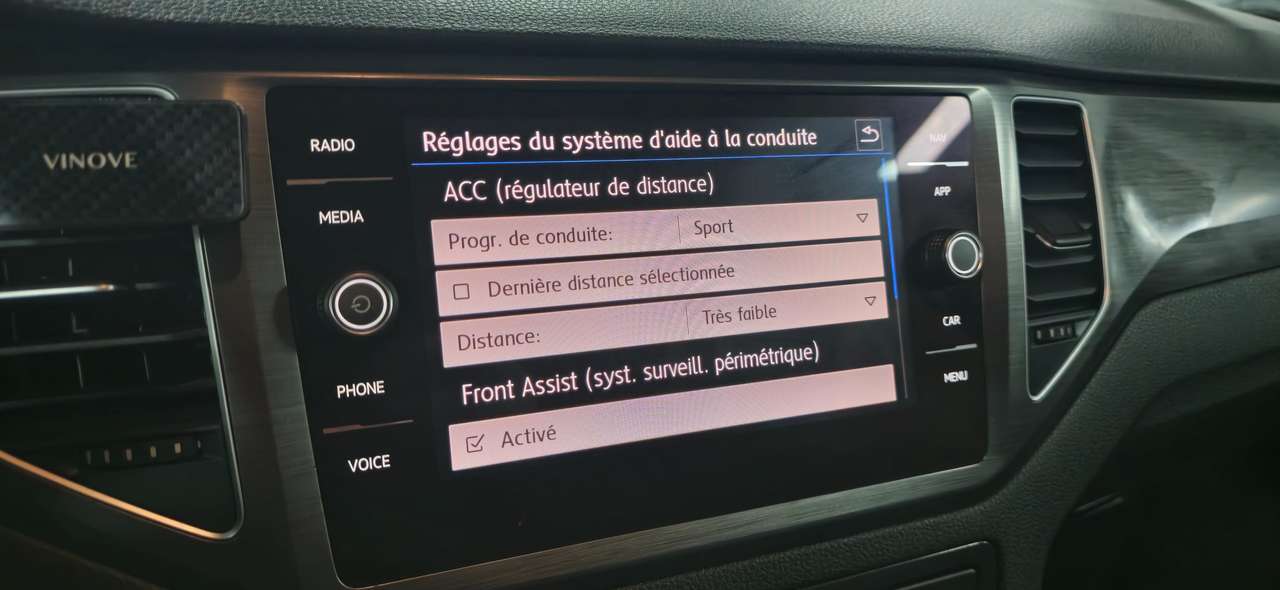 VINOVE
RADIO
MEDIA
PHONE
VOICE
Réglages du système d'aide à la conduite
ACC (régulateur de distance)
Progr. de conduite: Sport
Dernière distance sélectionnée
Distance: Très faible
Front Assist (syst. surveill. périmétrique)
Activé
NAV
APP
CAR
MENU